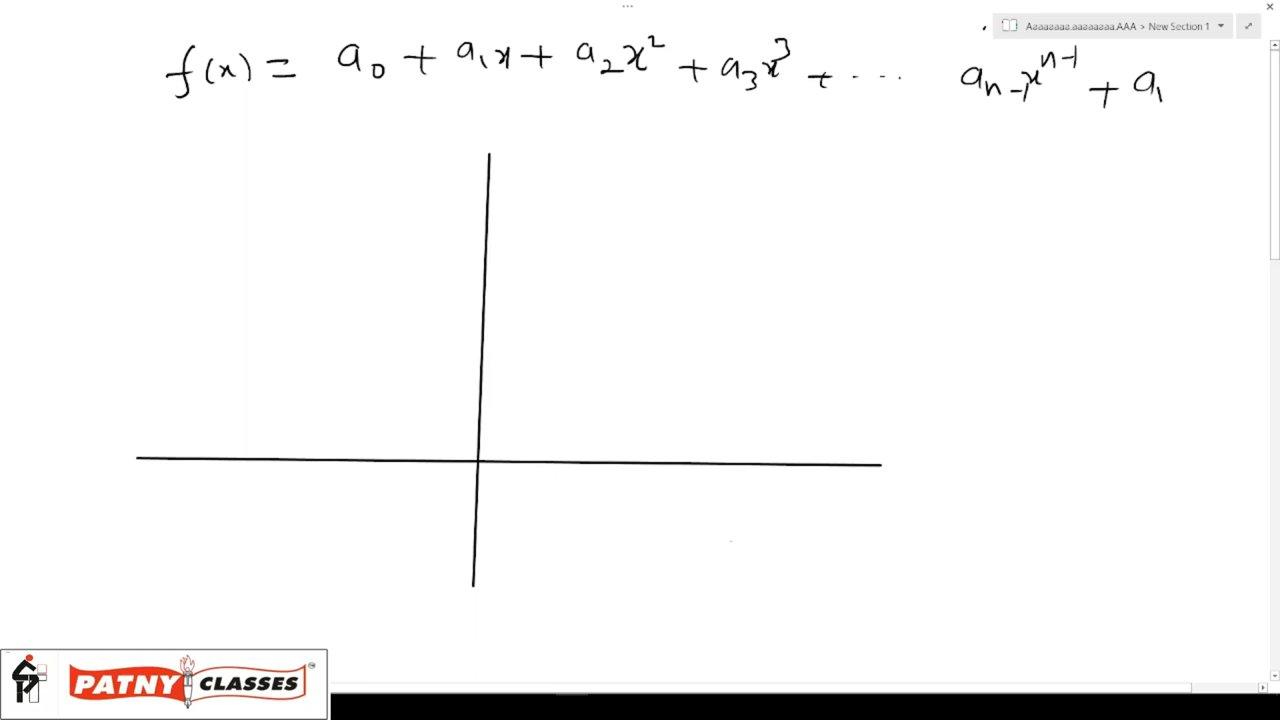 Aaaaaaaa.aaaaaaaa.AAA > New Section 1
f(x) = a₀ + a₁x + a₂x² + a₃x³ + ... aₙ₋₁xⁿ⁻¹ + a₁
PATNY CLASSES